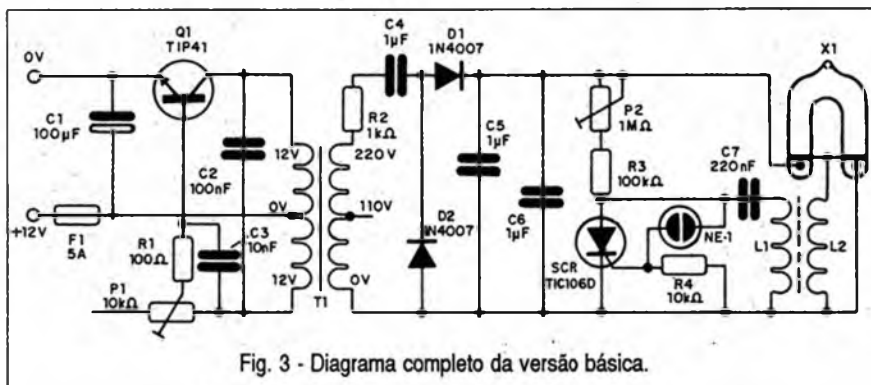 Q1
TIP41
0V
C1
100µF
C2
100nF
+12V
F1
5A
R1
100Ω
C3
10nF
P1
10kΩ
12V
0V
12V
T1
220V
110V
0V
R2
1kΩ
C4
1µF
D1
1N4007
D2
1N4007
C5
1µF
C6
1µF
P2
1MΩ
R3
100kΩ
SCR
TIC106D
NE-1
R4
10kΩ
C7
220nF
L1
L2
X1
Fig. 3 - Diagrama completo da versão básica.